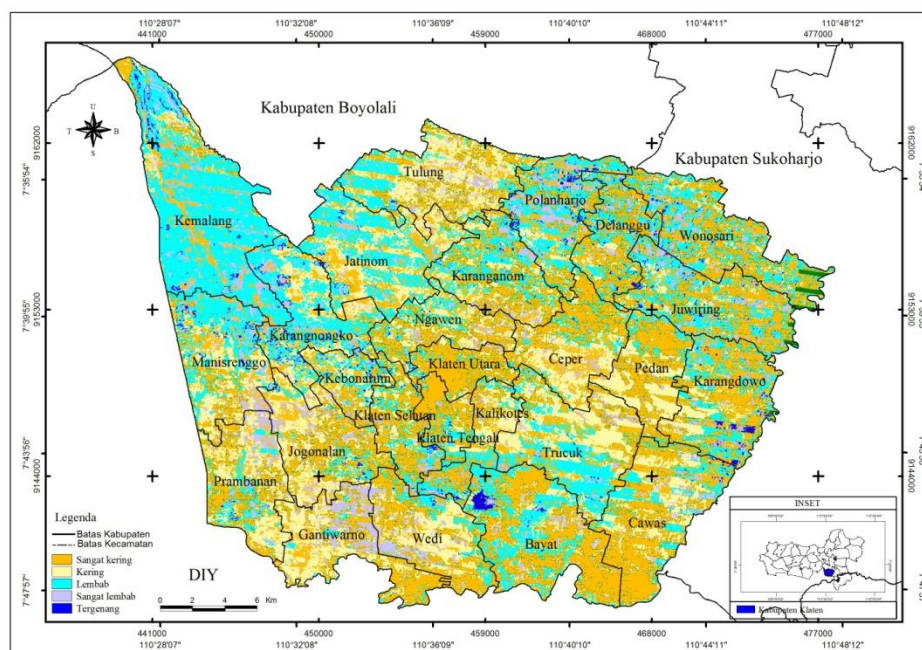 110°28'07" 110°32'08" 110°36'09" 110°40'10" 110°44'11" 110°48'12"
441000 450000 459000 468000 477000
Kabupaten Boyolali
Kabupaten Sukoharjo
U
T B
S
9162000 9162000
7°35'54"
Tulung
Polanharjo
Kemalang
Delanggu
Wonosari
Jatinom
Karanganom
9153000 9153000
7°39'55"
Juwiring
Ngawen
Karangnongko
Manisrenggo
Ceper
Klaten Utara
Pedan
Kebonarum
Karangdowo
Klaten Selatan
Kalikotes
Klaten Tengah
7°43'56"
Jogonalan
Trucuk
9144000 9144000
Prambanan
Cawas
Gantiwarno
Wedi
Bayat
Legenda
Batas Kabupaten
Batas Kecamatan
Sangat kering
Kering
Lembab
Sangat lembab
Tergenang
DIY
0 2 4 6 Km
7°47'57"
INSET
Kabupaten Klaten
441000 450000 459000 468000 477000
110°28'07" 110°32'08" 110°36'09" 110°40'10" 110°44'11" 110°48'12"